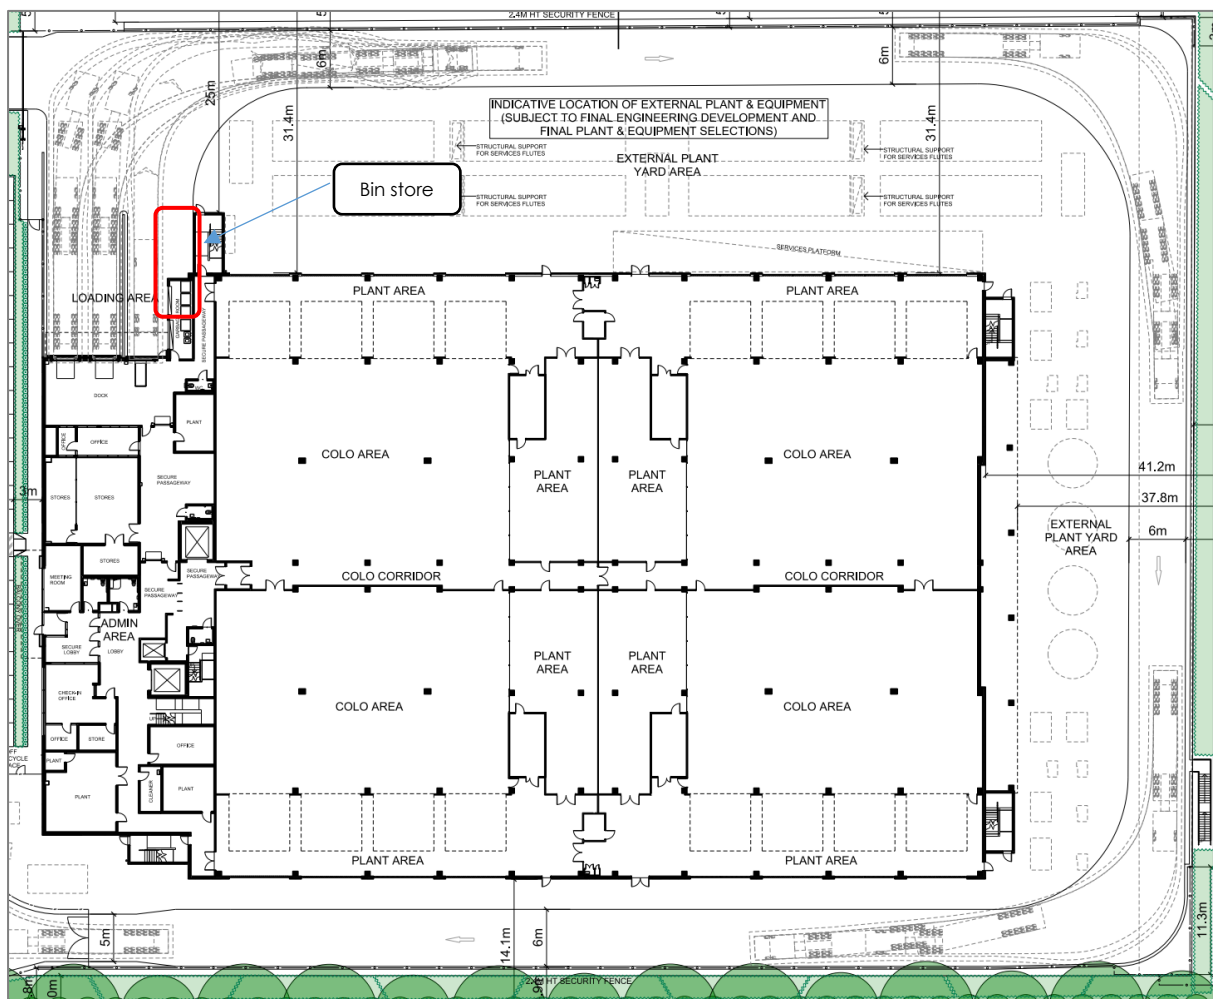 2.4M HT SECURITY FENCE
6m
6m
25m
31.4m
31.4m
INDICATIVE LOCATION OF EXTERNAL PLANT & EQUIPMENT
(SUBJECT TO FINAL ENGINEERING DEVELOPMENT AND
FINAL PLANT & EQUIPMENT SELECTIONS)
STRUCTURAL SUPPORT
FOR SERVICES FLUTES
STRUCTURAL SUPPORT
FOR SERVICES FLUTES
EXTERNAL PLANT
YARD AREA
Bin store
STRUCTURAL SUPPORT
FOR SERVICES FLUTES
STRUCTURAL SUPPORT
FOR SERVICES FLUTES
SERVICES PLATFORM
LOADING AREA
PLANT AREA
PLANT AREA
SECURE PASSAGEWAY
DOCK
PLANT
OFFICE
OFFICE
COLO AREA
COLO AREA
SECURE
PASSAGEWAY
PLANT
AREA
PLANT
AREA
41.2m
3m
STORES
STORES
37.8m
EXTERNAL
PLANT YARD
AREA
6m
STORES
MEETING
ROOM
SECURE
PASSAGEWAY
COLO CORRIDOR
COLO CORRIDOR
SECURE
PASSAGEWAY
ADMIN
AREA
LOBBY
SECURE
LOBBY
PLANT
AREA
PLANT
AREA
CHECK-IN
OFFICE
COLO AREA
COLO AREA
OFFICE
STORE
OFFICE
PLANT
PLANT
CLEANER
PLANT
PLANT AREA
PLANT AREA
5m
14.1m
6m
11.3m